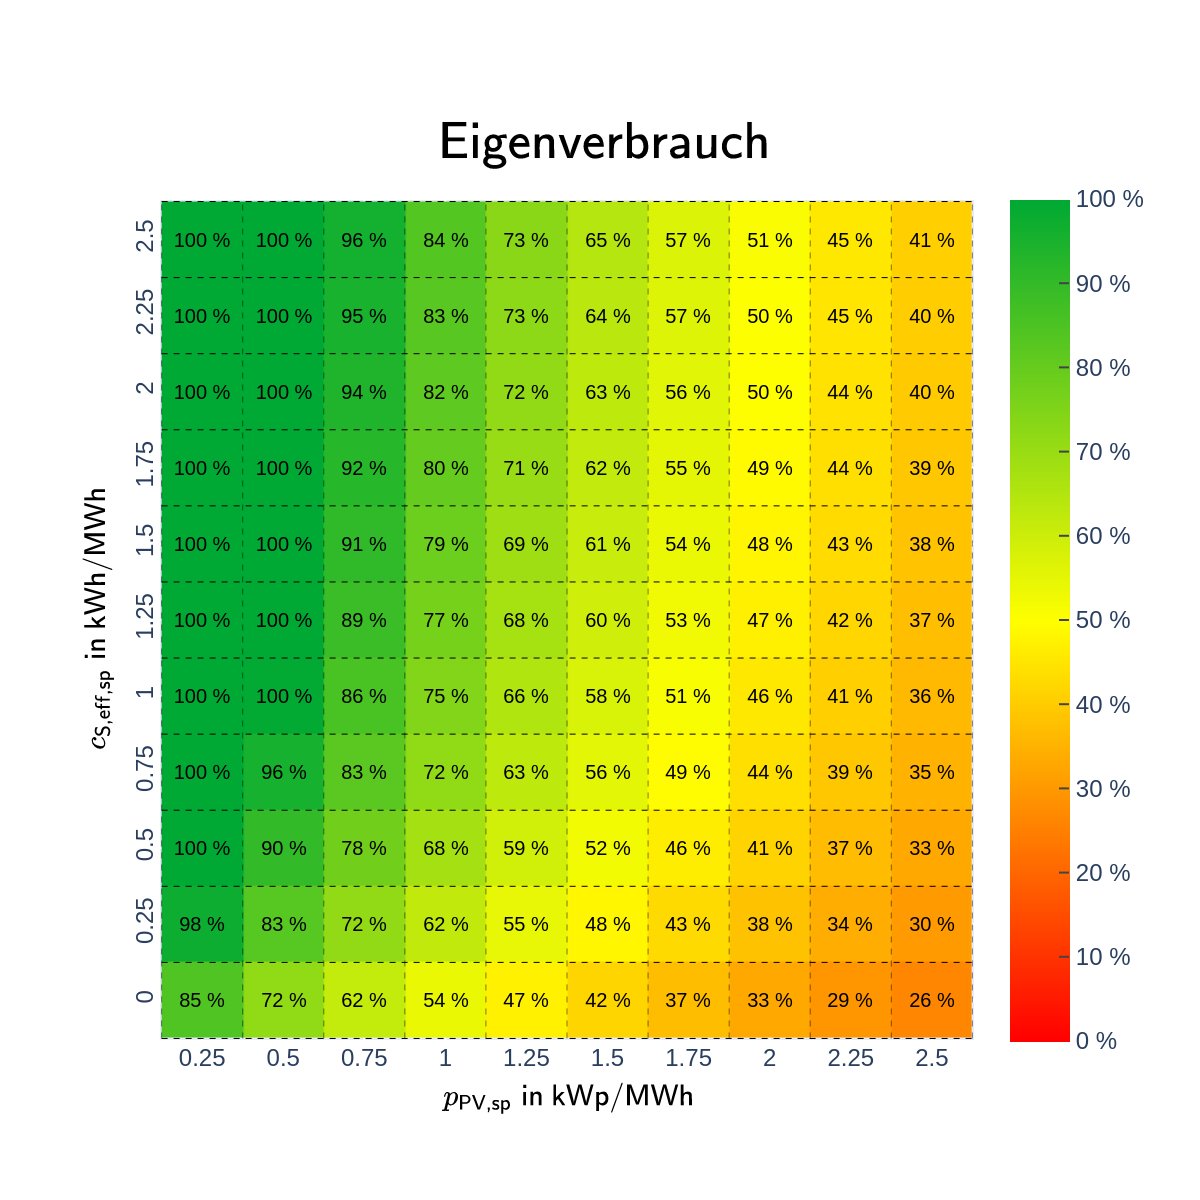 Eigenverbrauch
c_S,eff,sp in kWh/MWh
2.5 100 % 100 % 96 % 84 % 73 % 65 % 57 % 51 % 45 % 41 %
2.25 100 % 100 % 95 % 83 % 73 % 64 % 57 % 50 % 45 % 40 %
2 100 % 100 % 94 % 82 % 72 % 63 % 56 % 50 % 44 % 40 %
1.75 100 % 100 % 92 % 80 % 71 % 62 % 55 % 49 % 44 % 39 %
1.5 100 % 100 % 91 % 79 % 69 % 61 % 54 % 48 % 43 % 38 %
1.25 100 % 100 % 89 % 77 % 68 % 60 % 53 % 47 % 42 % 37 %
1 100 % 100 % 86 % 75 % 66 % 58 % 51 % 46 % 41 % 36 %
0.75 100 % 96 % 83 % 72 % 63 % 56 % 49 % 44 % 39 % 35 %
0.5 100 % 90 % 78 % 68 % 59 % 52 % 46 % 41 % 37 % 33 %
0.25 98 % 83 % 72 % 62 % 55 % 48 % 43 % 38 % 34 % 30 %
0 85 % 72 % 62 % 54 % 47 % 42 % 37 % 33 % 29 % 26 %
0.25 0.5 0.75 1 1.25 1.5 1.75 2 2.25 2.5
p_PV,sp in kWp/MWh
100 %
90 %
80 %
70 %
60 %
50 %
40 %
30 %
20 %
10 %
0 %